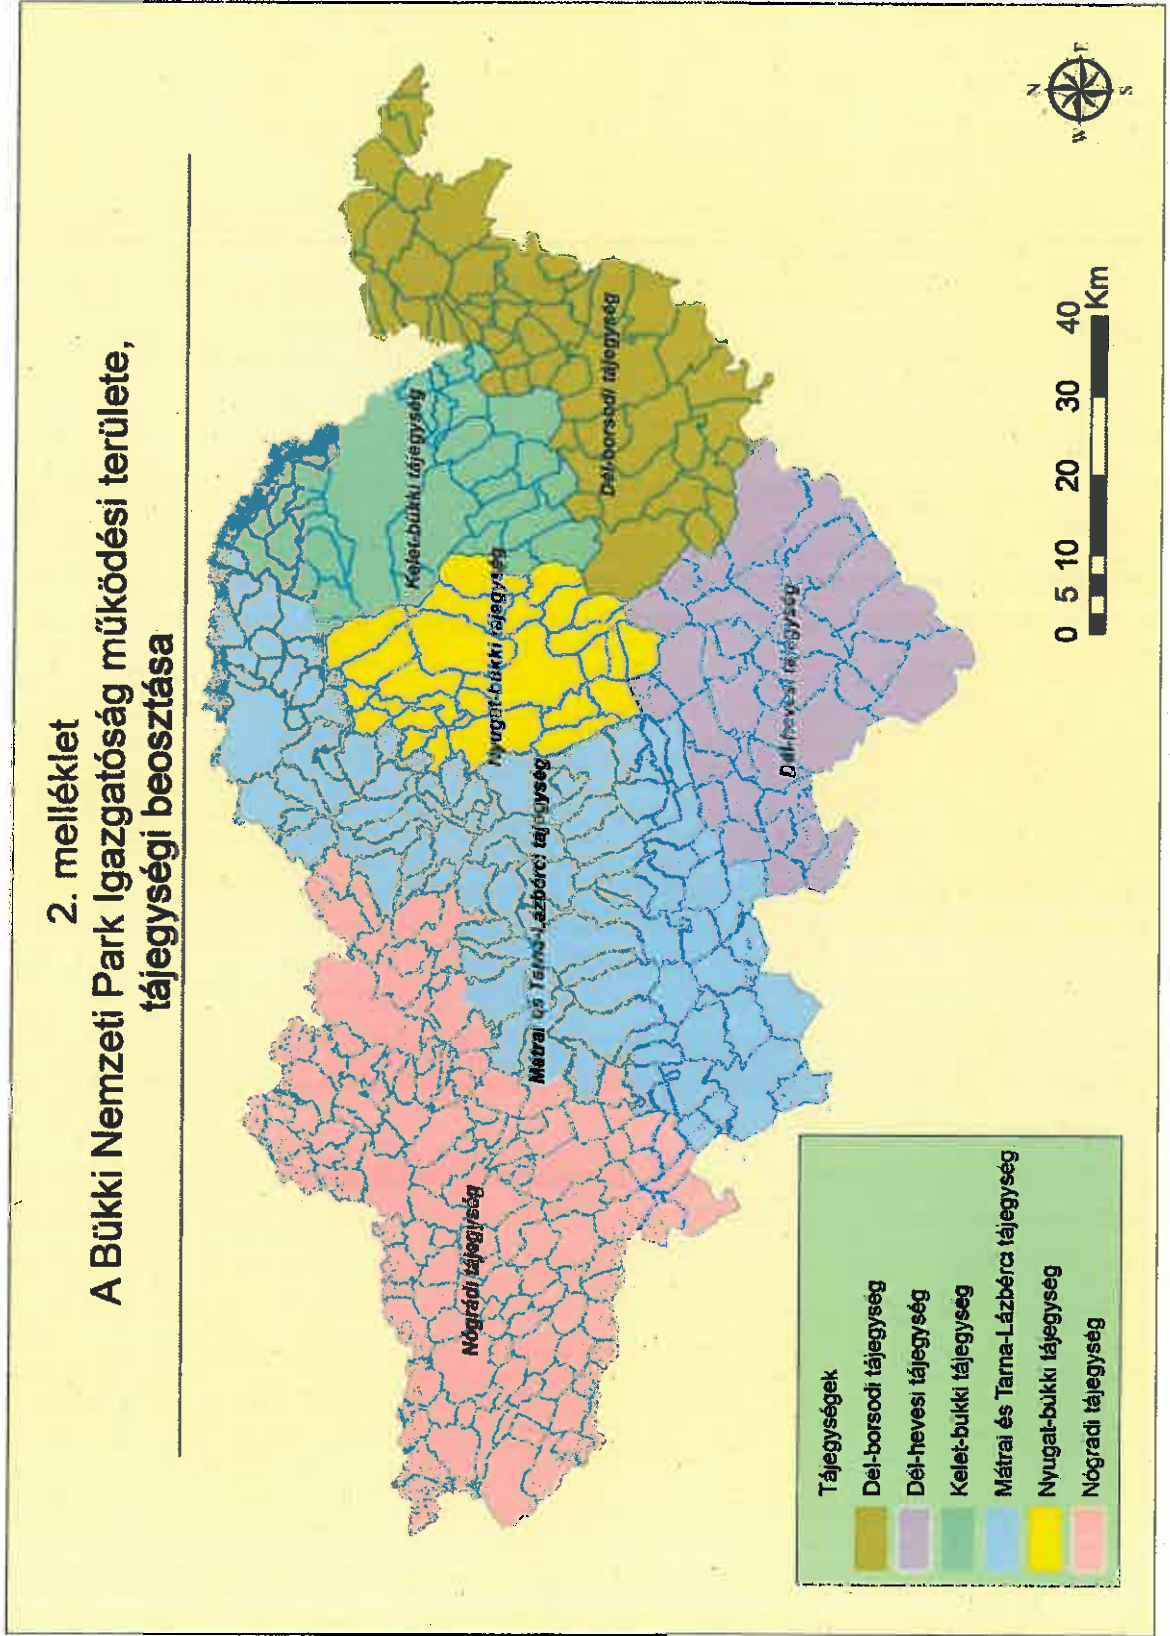 2. melléklet
A Bükki Nemzeti Park Igazgatóság működési területe,
tájegységi beosztása
Kelet-bükki tájegység
Nyugat-bükki tájegység
Dél-borsodi tájegység
Nógrádi tájegység
Mátrai és Tarna-Lázbérci tájegység
Dél-hevesi tájegység
N
W E
S
Tájegységek
Dél-borsodi tájegység
Dél-hevesi tájegység
Kelet-bükki tájegység
Mátrai és Tarna-Lázbérci tájegység
Nyugat-bükki tájegység
Nógrádi tájegység
0 5 10 20 30 40
Km